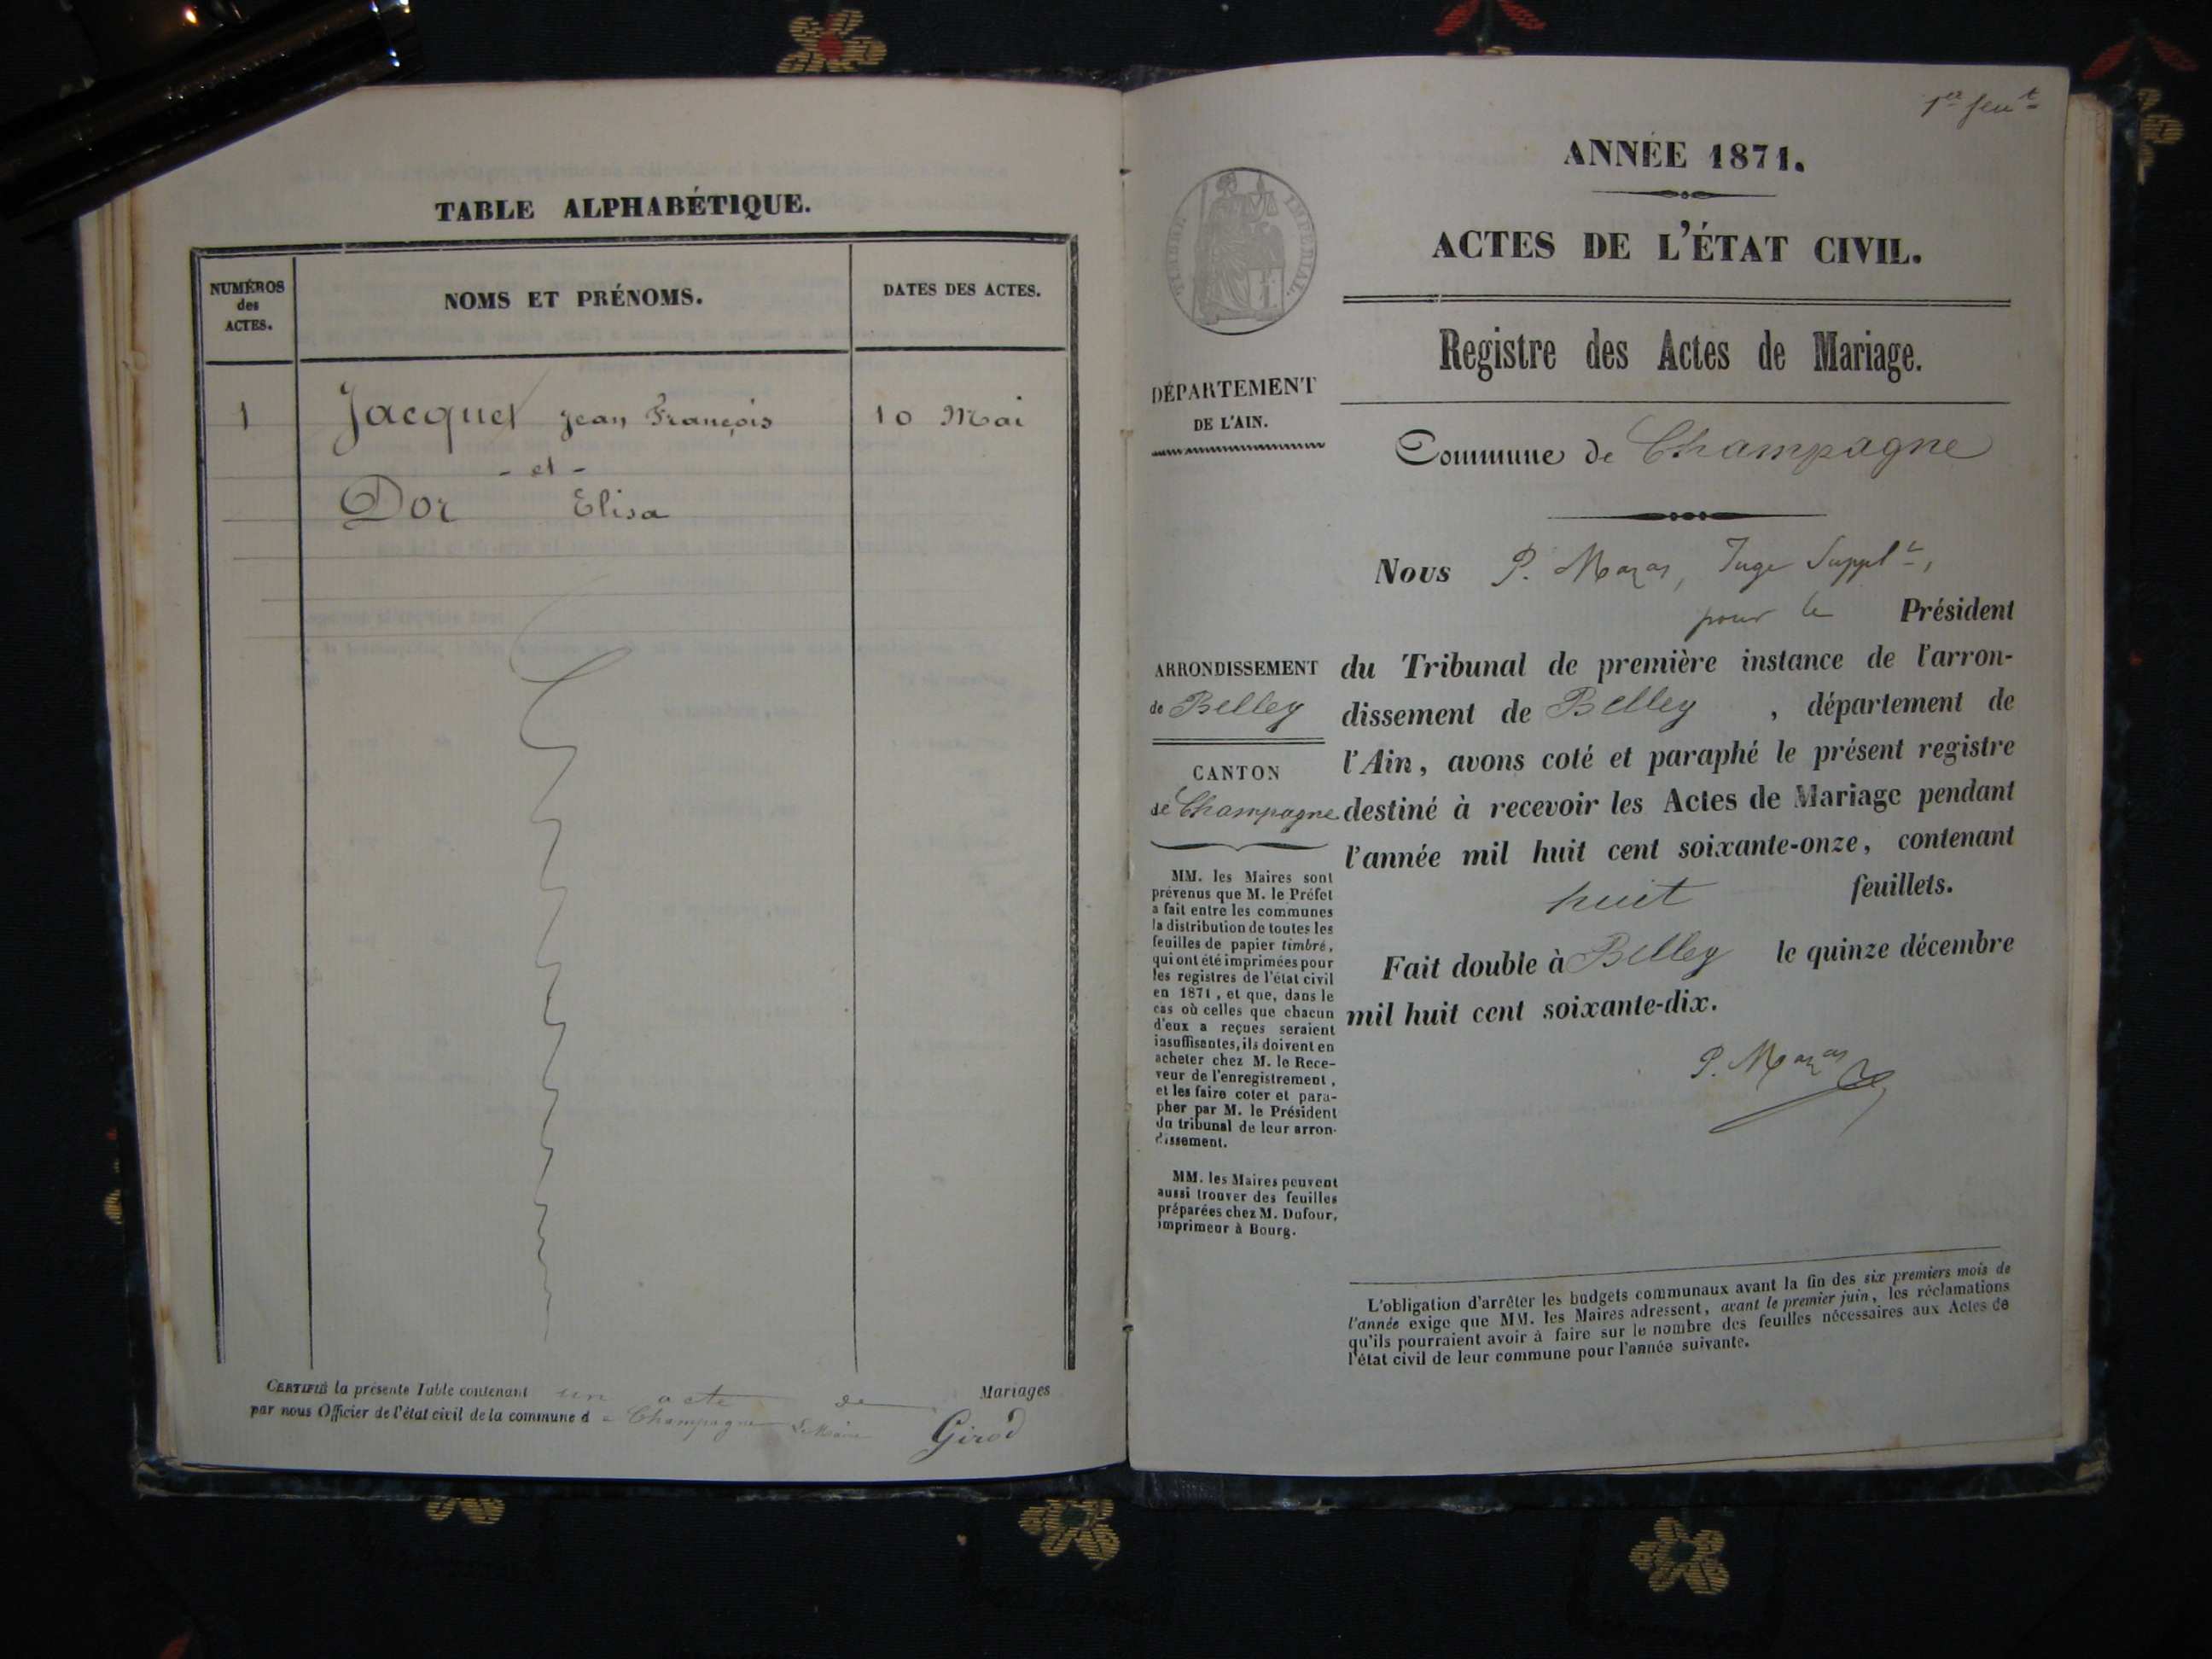 TABLE ALPHABÉTIQUE.
NUMÉROS
des
ACTES.
NOMS ET PRÉNOMS.
DATES DES ACTES.
1 Jacquet Jean François 10 Mai
- et -
Dor Elisa
CERTIFIÉ la présente Table contenant un acte de Mariages
par nous Officier de l'état civil de la commune d e Champagne Le Maire
Girod
1er feuᵗ
ANNÉE 1871.
ACTES DE L'ÉTAT CIVIL.
TIMBRE IMPÉRIAL.
Registre des Actes de Mariage.
DÉPARTEMENT
DE L'AIN.
Commune de Champagne
Nous P. Mazas, Juge Supplᵗ,
pour le Président
du Tribunal de première instance de l'arron-
dissement de Belley , département de
l'Ain, avons coté et paraphé le présent registre
destiné à recevoir les Actes de Mariage pendant
l'année mil huit cent soixante-onze, contenant
huit feuillets.
Fait double à Belley le quinze décembre
mil huit cent soixante-dix.
P. Mazas
ARRONDISSEMENT
de Belley
CANTON
de Champagne
MM. les Maires sont
prévenus que M. le Préfet
a fait entre les communes
la distribution de toutes les
feuilles de papier timbré,
qui ont été imprimées pour
les registres de l'état civil
en 1871, et que, dans le
cas où celles que chacun
d'eux a reçues seraient
insuffisantes, ils doivent en
acheter chez M. le Rece-
veur de l'enregistrement,
et les faire coter et para-
pher par M. le Président
du tribunal de leur arron-
dissement.
MM. les Maires peuvent
aussi trouver des feuilles
préparées chez M. Dufour,
imprimeur à Bourg.
L'obligation d'arrêter les budgets communaux avant la fin des six premiers mois de
l'année exige que MM. les Maires adressent, avant le premier juin, les réclamations
qu'ils pourraient avoir à faire sur le nombre des feuilles nécessaires aux Actes de
l'état civil de leur commune pour l'année suivante.